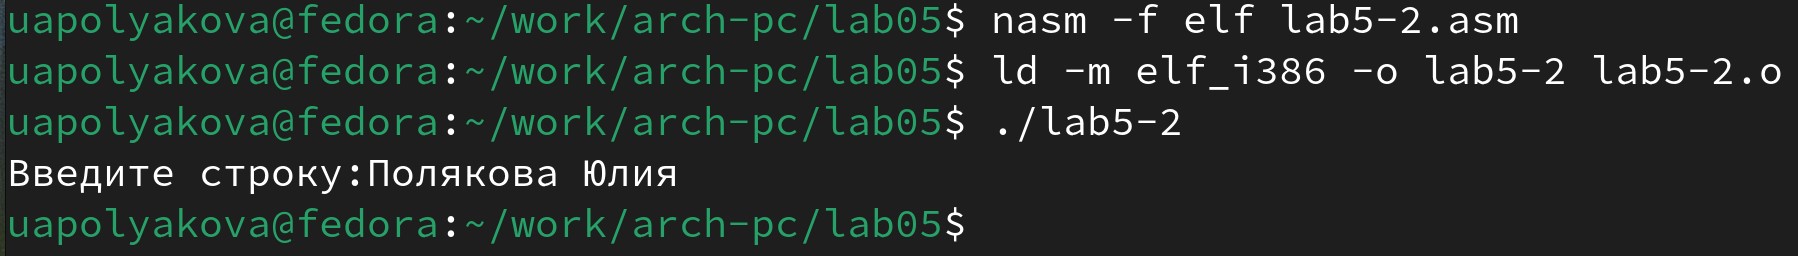 uapolyakova@fedora:~/work/arch-pc/lab05$ nasm -f elf lab5-2.asm
uapolyakova@fedora:~/work/arch-pc/lab05$ ld -m elf_i386 -o lab5-2 lab5-2.o
uapolyakova@fedora:~/work/arch-pc/lab05$ ./lab5-2
Введите строку:Полякова Юлия
uapolyakova@fedora:~/work/arch-pc/lab05$